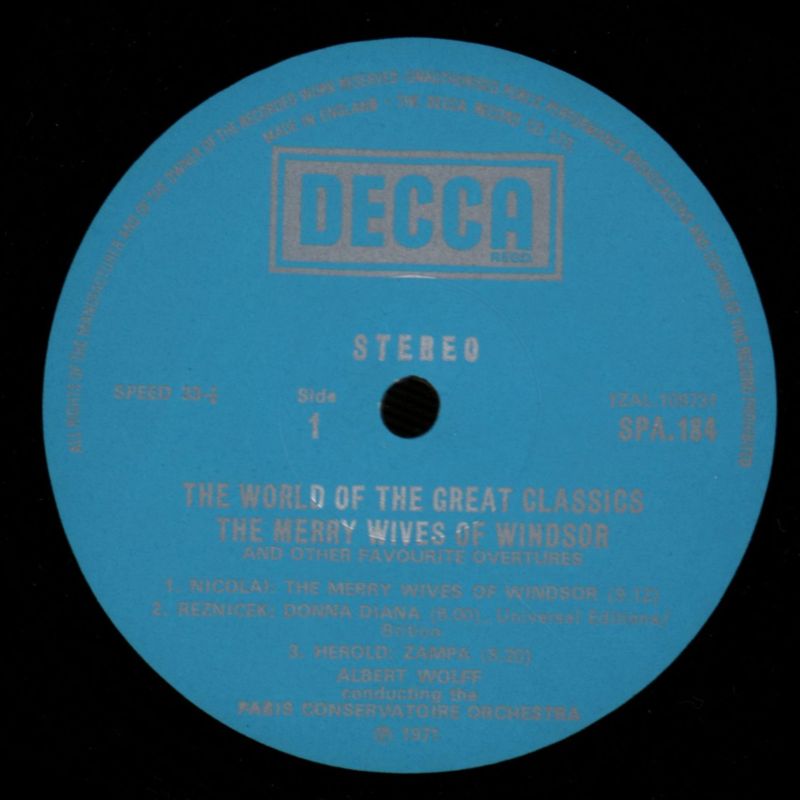 ALL RIGHTS OF THE MANUFACTURER AND OF THE OWNER OF THE RECORDED WORK RESERVED. UNAUTHORISED PUBLIC PERFORMANCE, BROADCASTING AND COPYING OF THIS RECORD PROHIBITED
MADE IN ENGLAND · THE DECCA RECORD CO. LTD.
DECCA
REGD.
STEREO
SPEED 33⅓
Side
1
SPA.184
THE WORLD OF THE GREAT CLASSICS
THE MERRY WIVES OF WINDSOR
AND OTHER FAVOURITE OVERTURES
1. NICOLAI: THE MERRY WIVES OF WINDSOR (9.12)
2. REZNICEK: DONNA DIANA (6.00), Universal Editions/
3. HEROLD: ZAMPA (8.20)
ALBERT WOLFF
conducting the
PARIS CONSERVATOIRE ORCHESTRA
℗ 1971